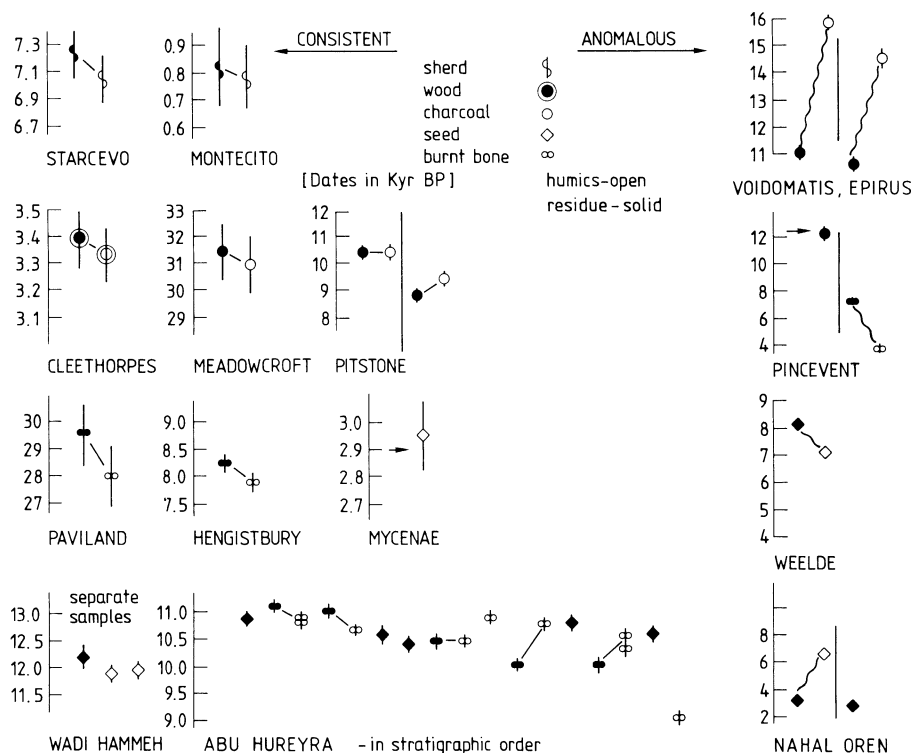 CONSISTENT
ANOMALOUS
sherd
wood
charcoal
seed
burnt bone
[Dates in Kyr BP]
humics-open
residue-solid
7.3
7.1
6.9
6.7
STARCEVO
0.9
0.8
0.7
0.6
MONTECITO
16
15
14
13
12
11
VOIDOMATIS, EPIRUS
3.5
3.4
3.3
3.2
3.1
CLEETHORPES
33
32
31
30
29
MEADOWCROFT
12
11
10
9
8
PITSTONE
12
10
8
6
4
PINCEVENT
30
29
28
27
PAVILAND
9.0
8.5
8.0
7.5
HENGISTBURY
3.0
2.9
2.8
2.7
MYCENAE
9
8
7
6
5
4
WEELDE
separate
samples
13.0
12.5
12.0
11.5
WADI HAMMEH
11.0
10.5
10.0
9.5
9.0
ABU HUREYRA - in stratigraphic order
8
6
4
2
NAHAL OREN